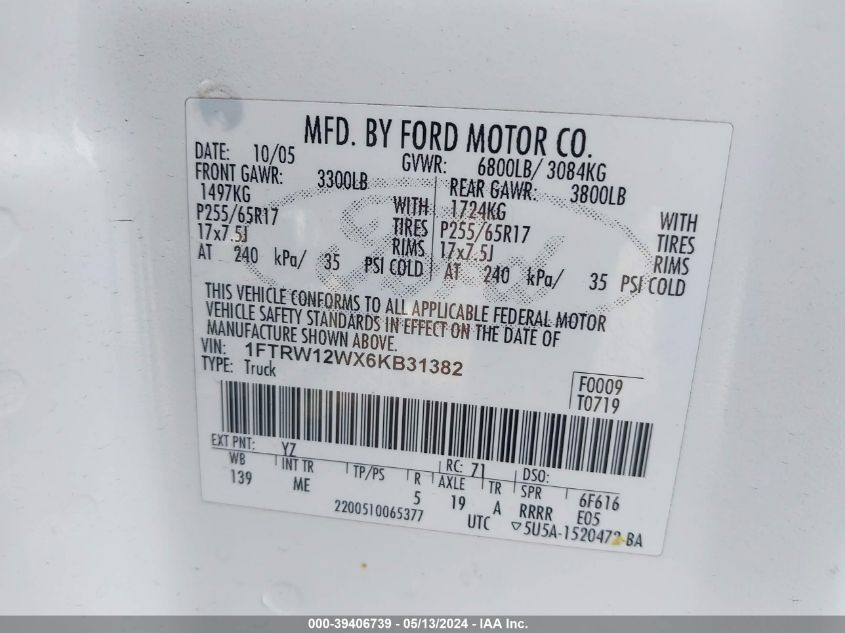 MFD. BY FORD MOTOR CO.
DATE: 10/05 GVWR: 6800LB/ 3084KG
FRONT GAWR: 3300LB REAR GAWR: 3800LB
1497KG WITH 1724KG WITH
P255/65R17 TIRES P255/65R17 TIRES
17x7.5J RIMS 17x7.5J RIMS
AT 240 kPa/ 35 PSI COLD AT 240 kPa/ 35 PSI COLD
Ford
THIS VEHICLE CONFORMS TO ALL APPLICABLE FEDERAL MOTOR
VEHICLE SAFETY STANDARDS IN EFFECT ON THE DATE OF
MANUFACTURE SHOWN ABOVE.
VIN: 1FTRW12WX6KB31382
TYPE: Truck
F0009
T0719
EXT PNT: YZ RC: 71 DSO:
WB INT TR TP/PS R AXLE TR SPR 6F616
139 ME 5 19 A RRRR E05
2200510065377 UTC ▽5U5A-1520472-BA
000-39406739 - 05/13/2024 - IAA Inc.